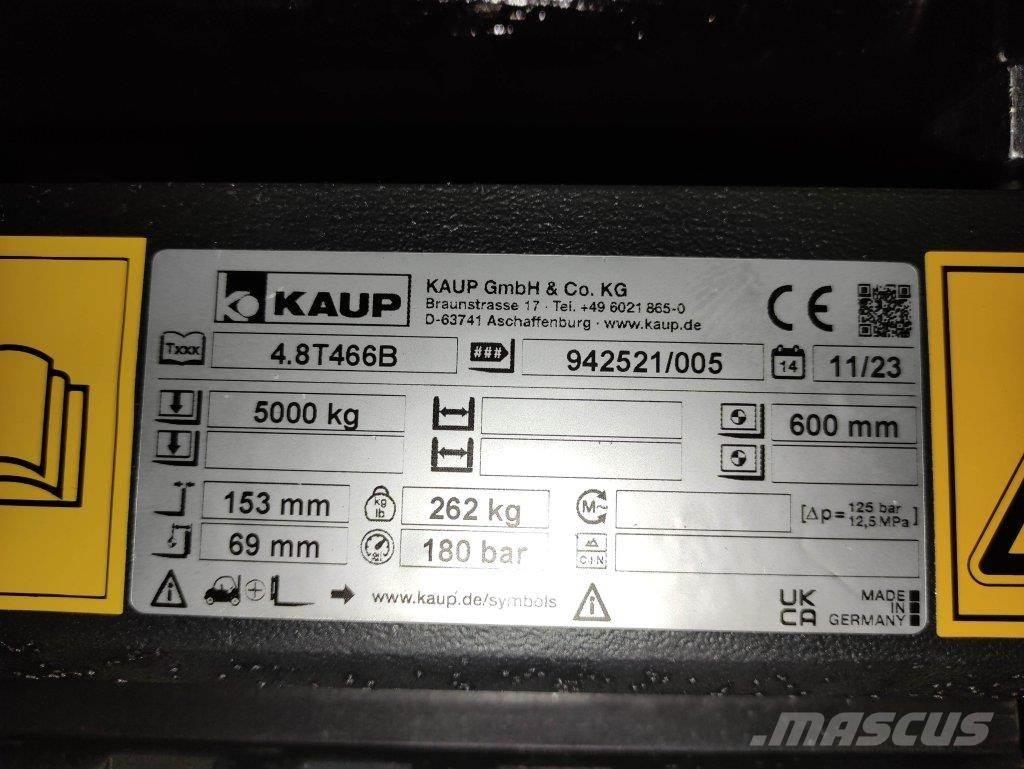 KAUP
KAUP GmbH & Co. KG
Braunstrasse 17 · Tel. +49 6021 865-0
D-63741 Aschaffenburg · www.kaup.de
CE
Txxx 4.8T466B ### 942521/005 14 11/23
5000 kg 600 mm
153 mm kg lb 262 kg M~ [Δp= 125 bar 12,5 MPa]
69 mm 180 bar C-I-N
www.kaup.de/symbols
UK CA
MADE IN GERMANY
MASCUS